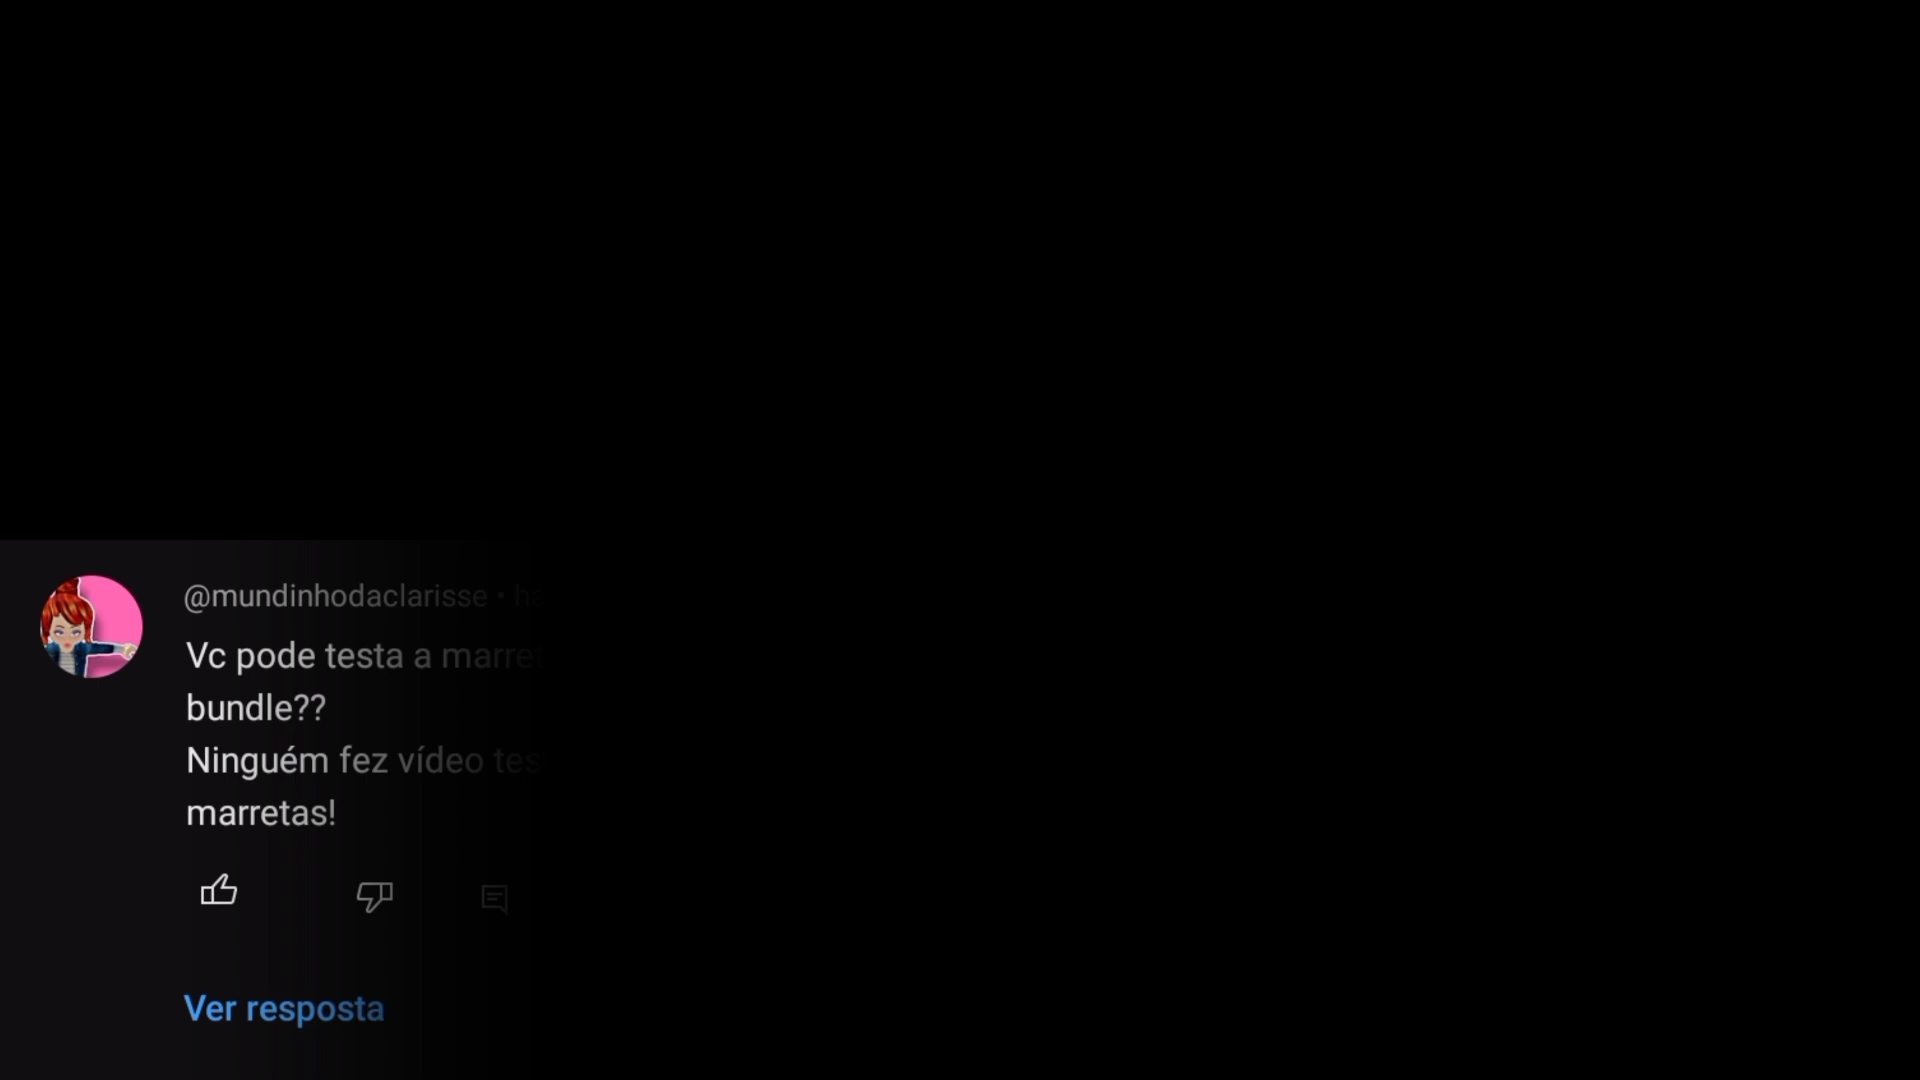 @mundinhodaclarisse •
Vc pode testa a
bundle??
Ninguém fez vídeo
marretas!
Ver resposta